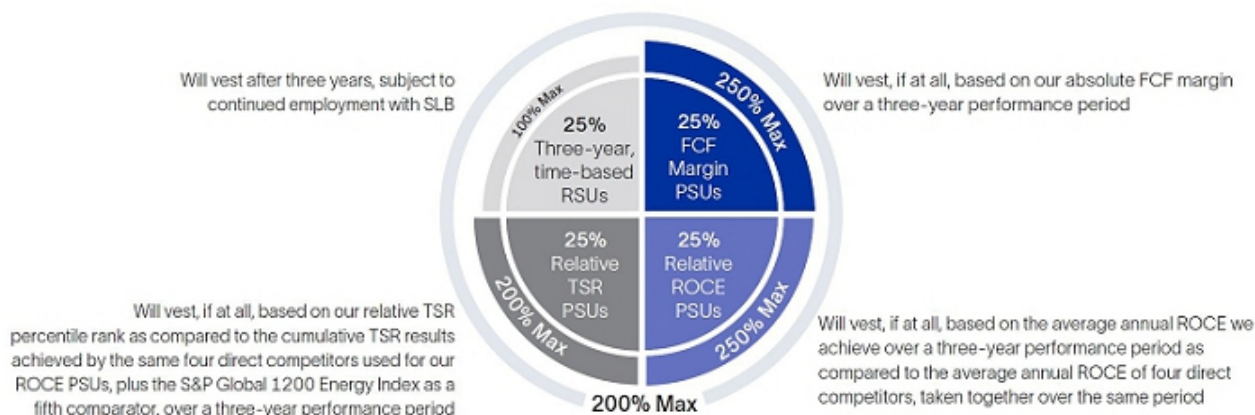 Will vest after three years, subject to
continued employment with SLB
100% Max
25%
Three-year,
time-based
RSUs
250% Max
25%
FCF
Margin
PSUs
Will vest, if at all, based on our absolute FCF margin
over a three-year performance period
Will vest, if at all, based on our relative TSR
percentile rank as compared to the cumulative TSR results
achieved by the same four direct competitors used for our
ROCE PSUs, plus the S&P Global 1200 Energy Index as a
fifth comparator, over a three-year performance period
25%
Relative
TSR
PSUs
200% Max
25%
Relative
ROCE
PSUs
250% Max
Will vest, if at all, based on the average annual ROCE we
achieve over a three-year performance period as
compared to the average annual ROCE of four direct
competitors, taken together over the same period
200% Max